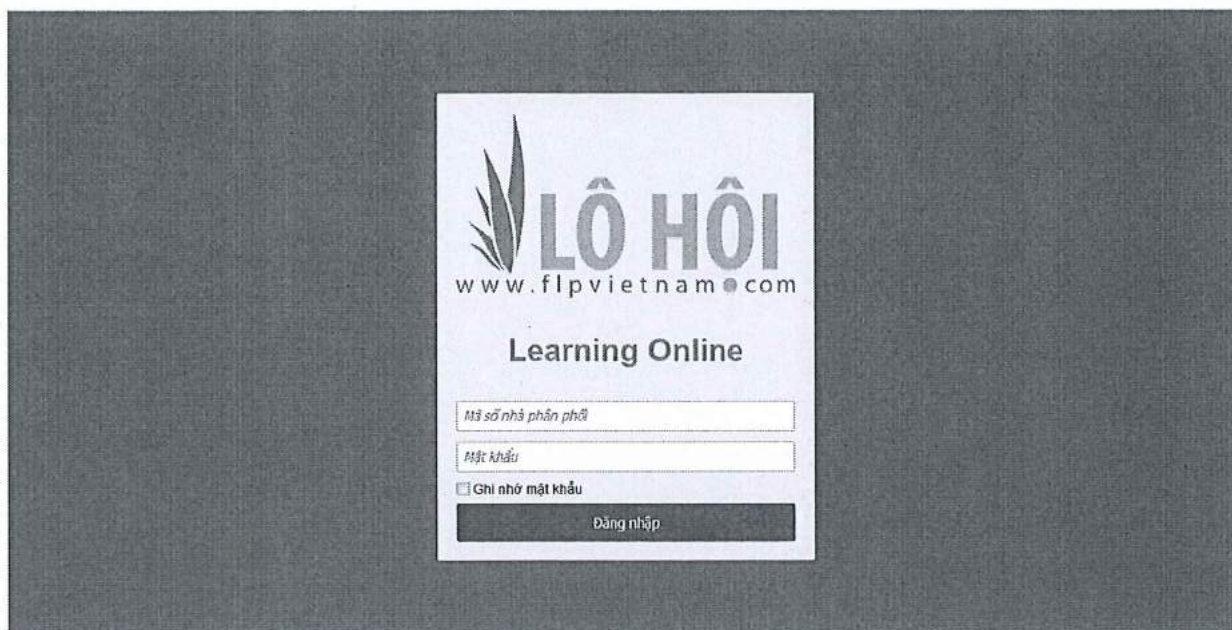 LÔ HỘI
www.flpvietnam.com
Learning Online
Mã số nhà phân phối
Mật khẩu
Ghi nhớ mật khẩu
Đăng nhập